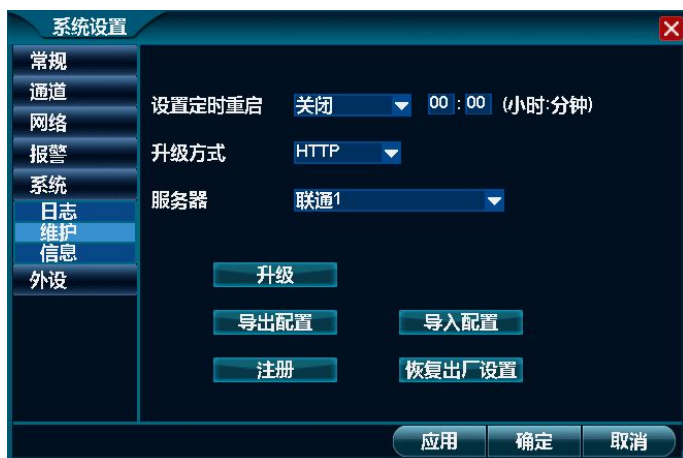 系统设置
常规
通道
网络
报警
系统
日志
维护
信息
外设
设置定时重启 关闭 00 : 00 (小时:分钟)
升级方式 HTTP
服务器 联通1
升级
导出配置 导入配置
注册 恢复出厂设置
应用 确定 取消